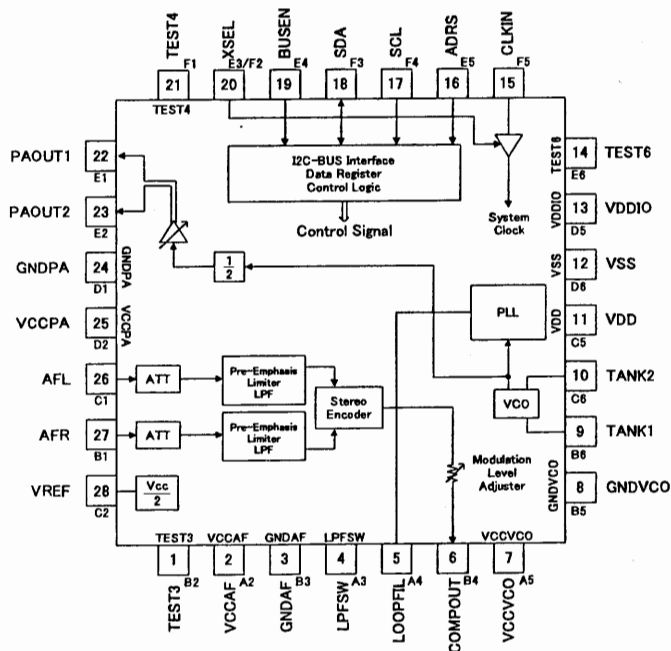 TEST4
XSEL
BUSEN
SDA
SCL
ADRS
CLKIN
F1
E3/F2
E4
F3
F4
E5
F5
21
20
19
18
17
16
15
TEST4
PAOUT1
22
E1
PAOUT2
23
E2
GNDPA
24
D1
GNDPA
VCCPA
25
D2
VCCPA
AFL
26
C1
AFR
27
B1
VREF
28
C2
I2C-BUS Interface
Data Register
Control Logic
Control Signal
System
Clock
1
2
PLL
VCO
ATT
Pre-Emphasis
Limiter
LPF
ATT
Pre-Emphasis
Limiter
LPF
Stereo
Encoder
Vcc
2
Modulation
Level
Adjuster
TEST6
14
TEST6
E6
VDDIO
13
VDDIO
D5
VSS
12
VSS
D6
VDD
11
VDD
C5
10
TANK2
C6
9
TANK1
B6
GNDVCO
8
GNDVCO
B5
TEST3
VCCAF
GNDAF
LPFSW
VCCVCO
1
2
3
4
5
6
7
B2
A2
B3
A3
A4
B4
A5
TEST3
VCCAF
GNDAF
LPFSW
LOOPFIL
COMPOUT
VCCVCO